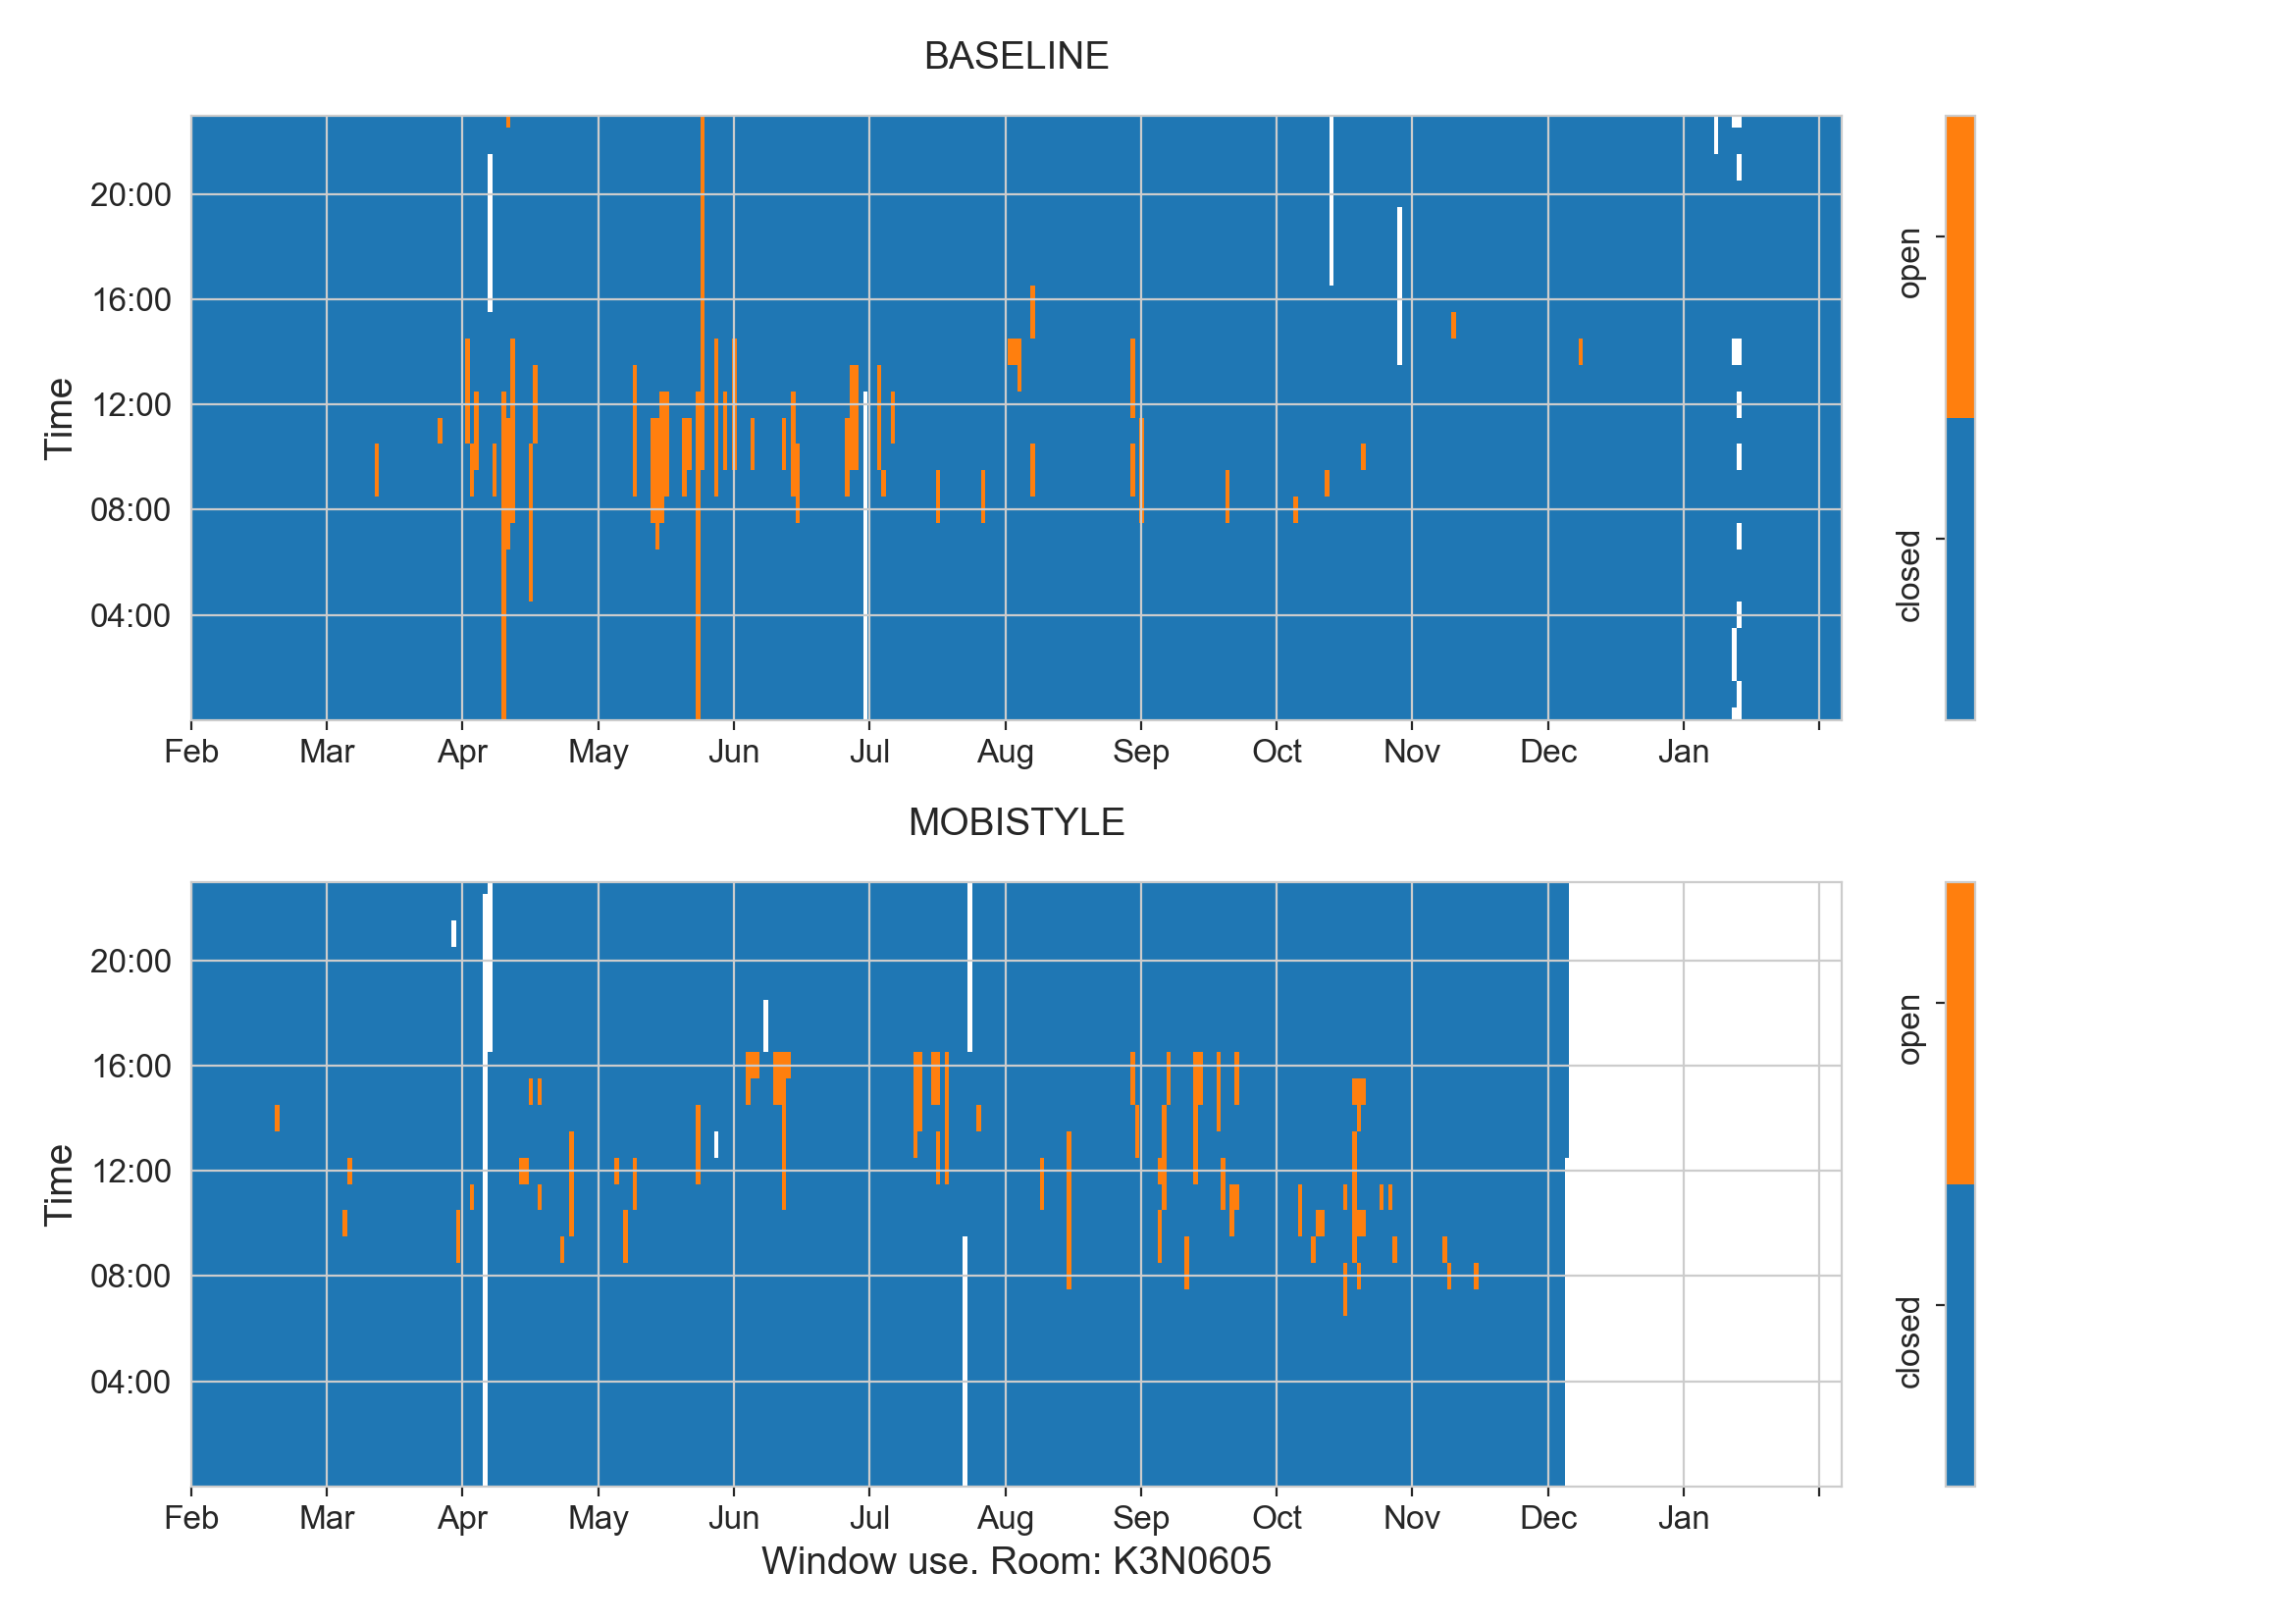 BASELINE
20:00
16:00
12:00
08:00
04:00
Time
Feb Mar Apr May Jun Jul Aug Sep Oct Nov Dec Jan
open
closed
MOBISTYLE
20:00
16:00
12:00
08:00
04:00
Time
Feb Mar Apr May Jun Jul Aug Sep Oct Nov Dec Jan
Window use. Room: K3N0605
open
closed